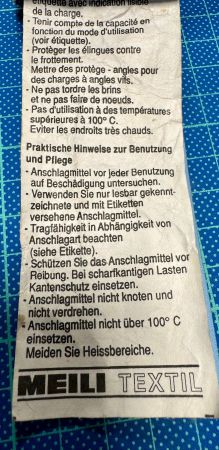 étiquette avec indication lisible
de la charge.
- Tenir compte de la capacité en
fonction du mode d'utilisation
(voir étiquette).
- Protéger les élingues contre
le frottement.
Mettre des protège - angles pour
des charges à angles vifs.
- Ne pas tordre les brins
et ne pas faire de noeuds.
- Pas d'utilisation à des températures
supérieures à 100° C.
Eviter les endroits très chauds.
Praktische Hinweise zur Benutzung
und Pflege
- Anschlagmittel vor jeder Benutzung
auf Beschädigung untersuchen.
- Verwenden Sie nur lesbar gekennt-
zeichnete und mit Etiketten
versehene Anschlagmittel.
- Tragfähigkeit in Abhängigkeit von
Anschlagart beachten
(siehe Etikette).
- Schützen Sie das Anschlagmittel vor
Reibung. Bei scharfkantigen Lasten
Kantenschutz einsetzen.
- Anschlagmittel nicht knoten und
nicht verdrehen.
- Anschlagmittel nicht über 100° C
einsetzen.
Meiden Sie Heissbereiche.
MEILI TEXTIL